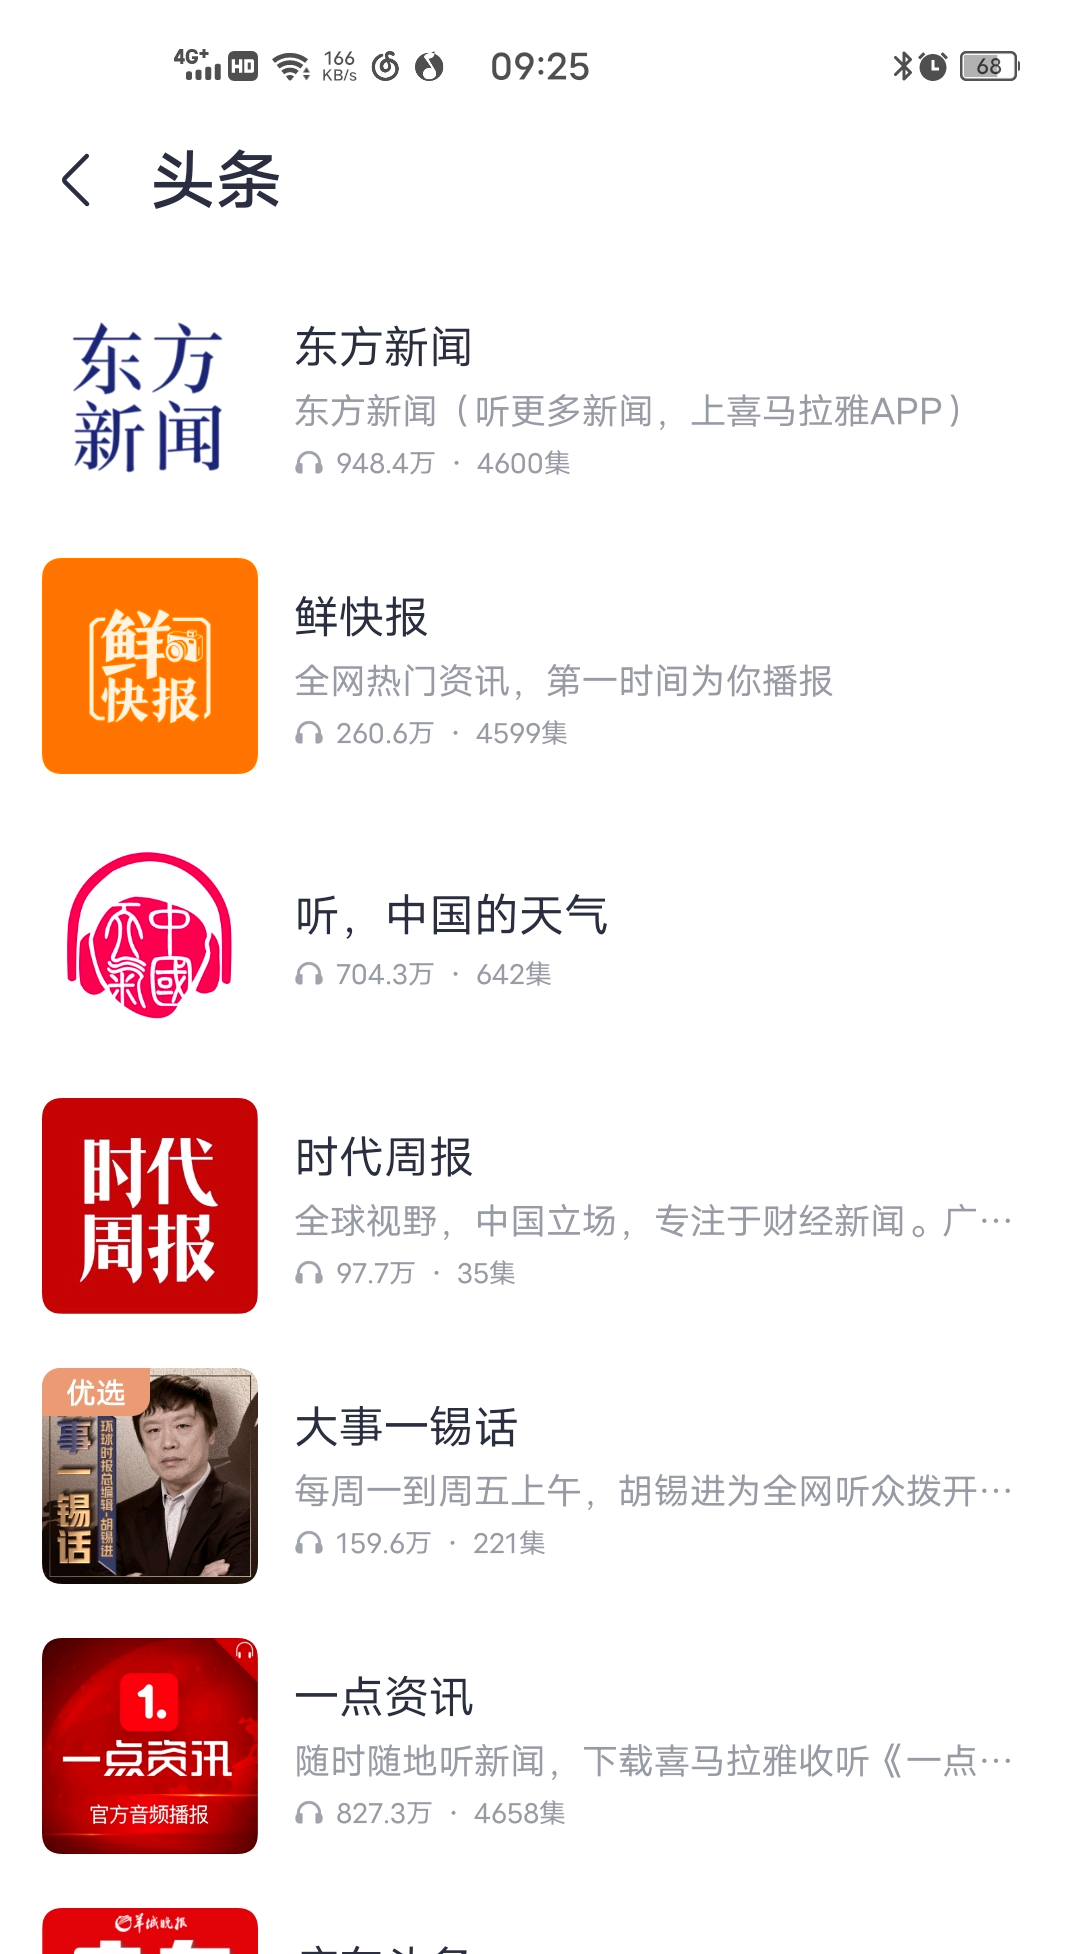 4G+ HD 166 KB/s 09:25 68
头条
东方
新闻
东方新闻
东方新闻（听更多新闻，上喜马拉雅APP）
948.4万 · 4600集
鲜
快报
鲜快报
全网热门资讯，第一时间为你播报
260.6万 · 4599集
天氣
中國
听，中国的天气
704.3万 · 642集
时代
周报
时代周报
全球视野，中国立场，专注于财经新闻。广…
97.7万 · 35集
优选
事一锡话
环球时报总编辑-胡锡进
大事一锡话
每周一到周五上午，胡锡进为全网听众拨开…
159.6万 · 221集
1.
一点资讯
官方音频播报
一点资讯
随时随地听新闻，下载喜马拉雅收听《一点…
827.3万 · 4658集
羊城晚报